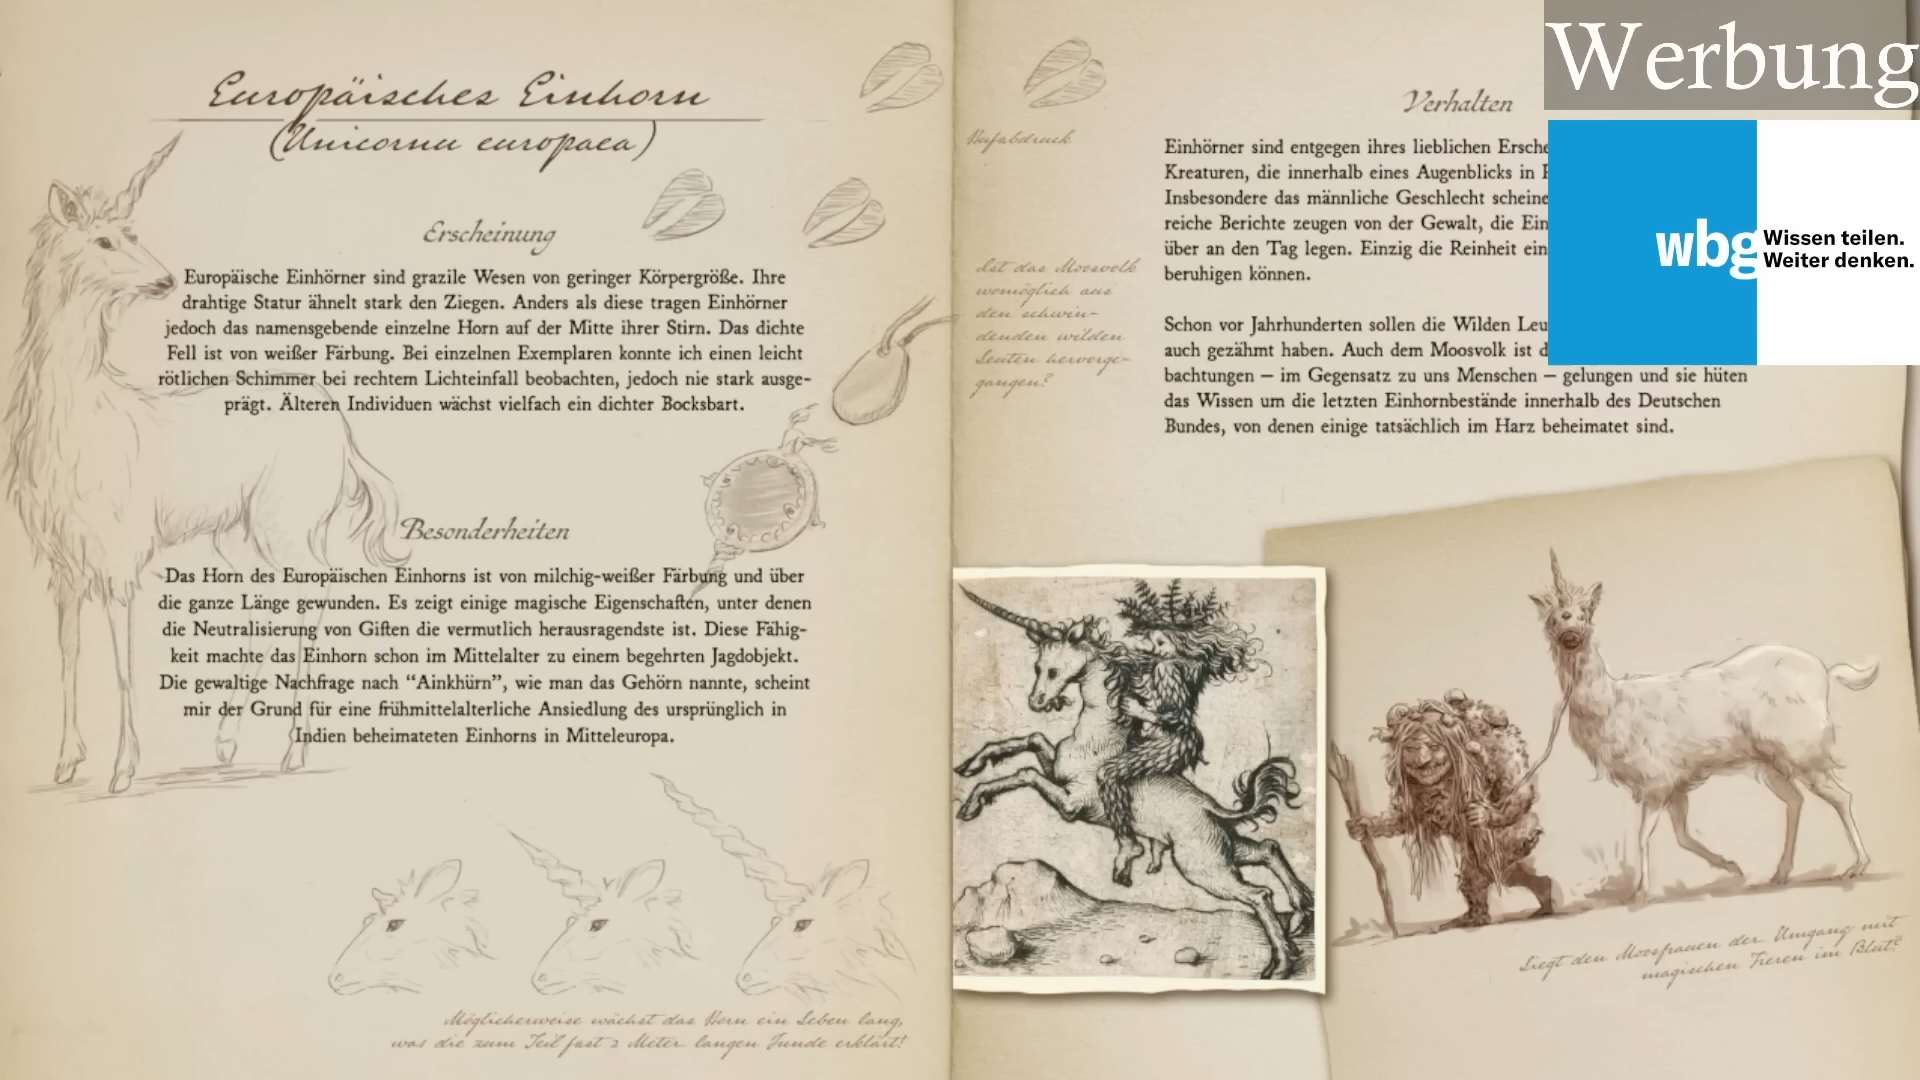 Europäisches Einhorn
(Unicornu europaea)
Erscheinung
Europäische Einhörner sind grazile Wesen von geringer Körpergröße. Ihre
drahtige Statur ähnelt stark den Ziegen. Anders als diese tragen Einhörner
jedoch das namensgebende einzelne Horn auf der Mitte ihrer Stirn. Das dichte
Fell ist von weißer Färbung. Bei einzelnen Exemplaren konnte ich einen leicht
rötlichen Schimmer bei rechtem Lichteinfall beobachten, jedoch nie stark ausge-
prägt. Älteren Individuen wächst vielfach ein dichter Bocksbart.
Besonderheiten
Das Horn des Europäischen Einhorns ist von milchig-weißer Färbung und über
die ganze Länge gewunden. Es zeigt einige magische Eigenschaften, unter denen
die Neutralisierung von Giften die vermutlich herausragendste ist. Diese Fähig-
keit machte das Einhorn schon im Mittelalter zu einem begehrten Jagdobjekt.
Die gewaltige Nachfrage nach “Ainkhürn”, wie man das Gehörn nannte, scheint
mir der Grund für eine frühmittelalterliche Ansiedlung des ursprünglich in
Indien beheimateten Einhorns in Mitteleuropa.
Möglicherweise wächst das Horn ein Leben lang,
was die zum Teil fast 2 Meter langen Funde erklärt!
Hufabdruck
Ist das Moosvolk
womöglich aus
den schwin-
denden wilden
Leuten hervorge-
gangen?
Verhalten
Einhörner sind entgegen ihres lieblichen Ersche
Kreaturen, die innerhalb eines Augenblicks in
Insbesondere das männliche Geschlecht scheine
reiche Berichte zeugen von der Gewalt, die Ein
über an den Tag legen. Einzig die Reinheit ein
beruhigen können.
Schon vor Jahrhunderten sollen die Wilden Leu
auch gezähmt haben. Auch dem Moosvolk ist d
bachtungen – im Gegensatz zu uns Menschen – gelungen und sie hüten
das Wissen um die letzten Einhornbestände innerhalb des Deutschen
Bundes, von denen einige tatsächlich im Harz beheimatet sind.
Liegt den Moosfrauen der Umgang mit
magischen Tieren im Blut?
Werbung
wbg
Wissen teilen.
Weiter denken.